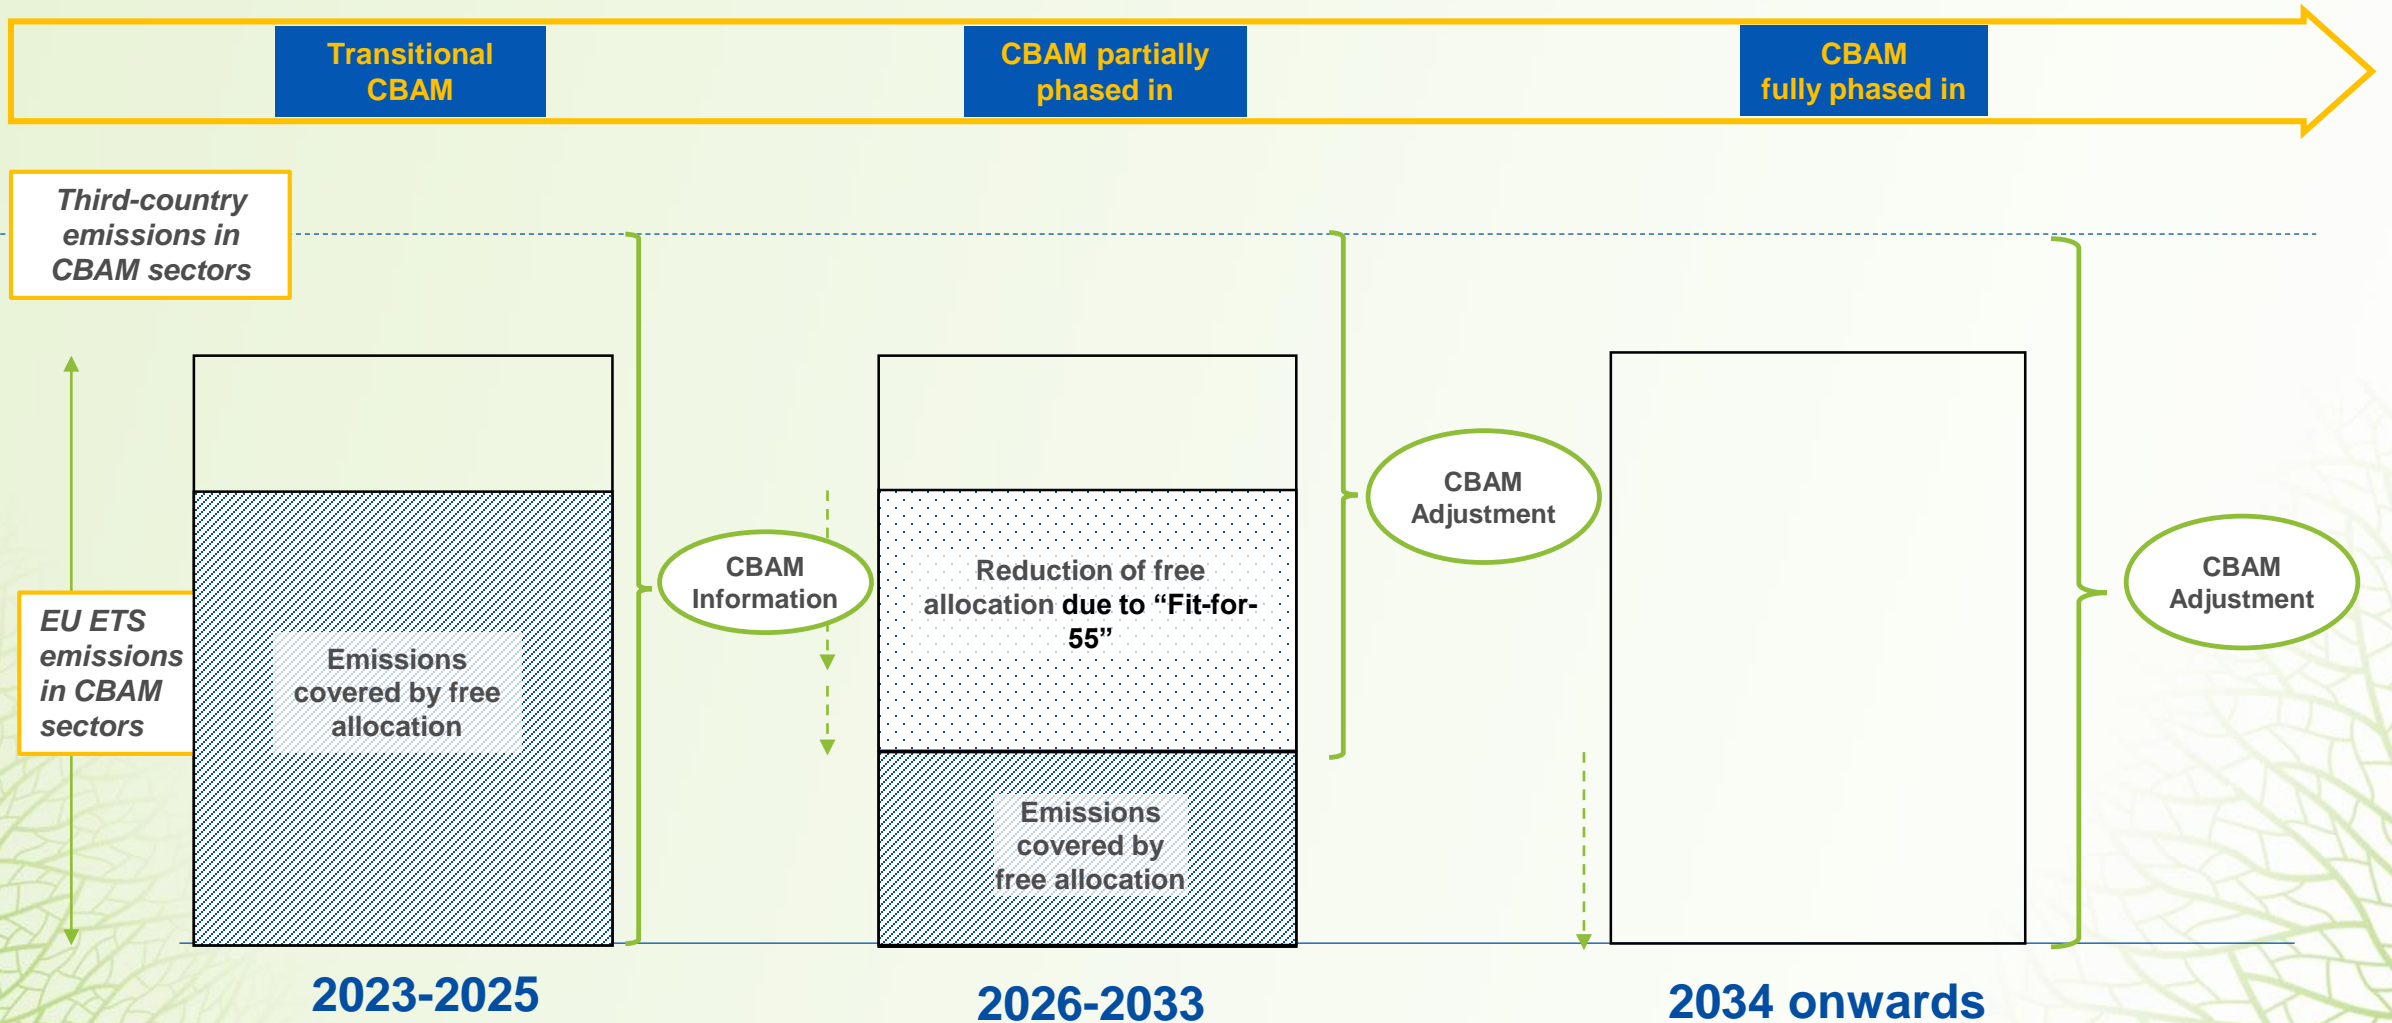 Transitional
CBAM
CBAM partially
phased in
CBAM
fully phased in
Third-country
emissions in
CBAM sectors
EU ETS
emissions
in CBAM
sectors
Emissions
covered by free
allocation
CBAM
Information
Reduction of free
allocation due to “Fit-for-
55”
Emissions
covered by
free allocation
CBAM
Adjustment
CBAM
Adjustment
2023-2025
2026-2033
2034 onwards